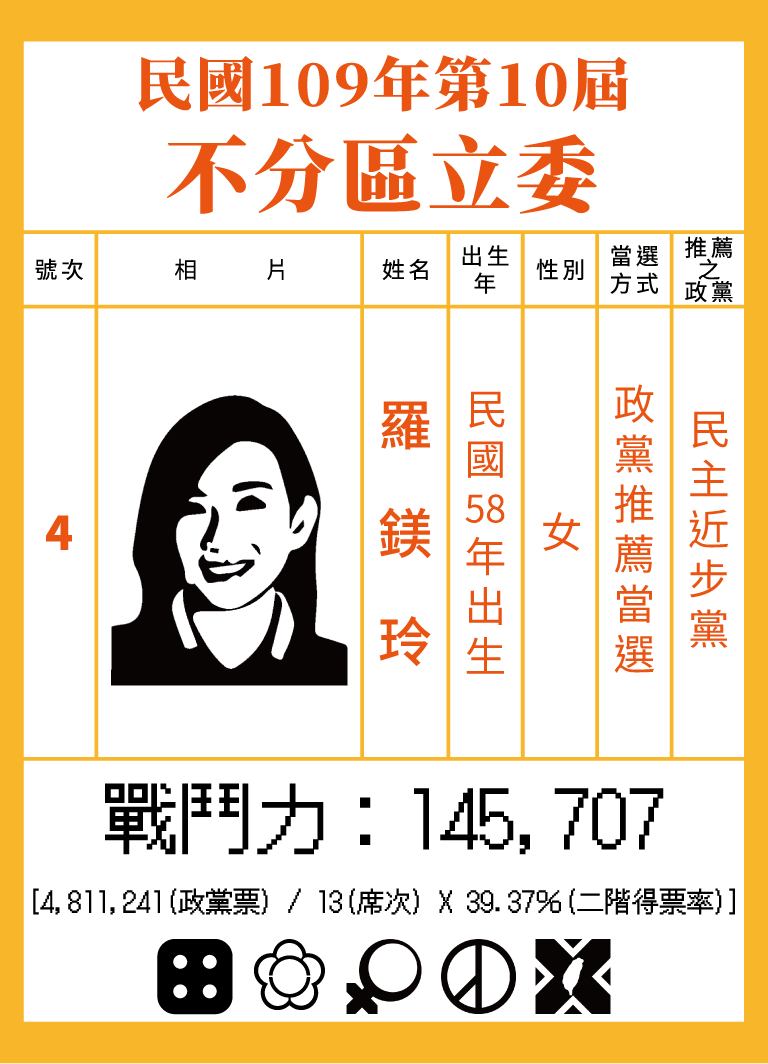 民國109年第10屆
不分區立委
號次
相 片
姓名
出生
年
性別
當選
方式
推薦
之
政黨
4
羅鎂玲
民國58年出生
女
政黨推薦當選
民主近步黨
戰鬥力：145,707
[4,811,241(政黨票) / 13(席次) X 39.37%(二階得票率)]